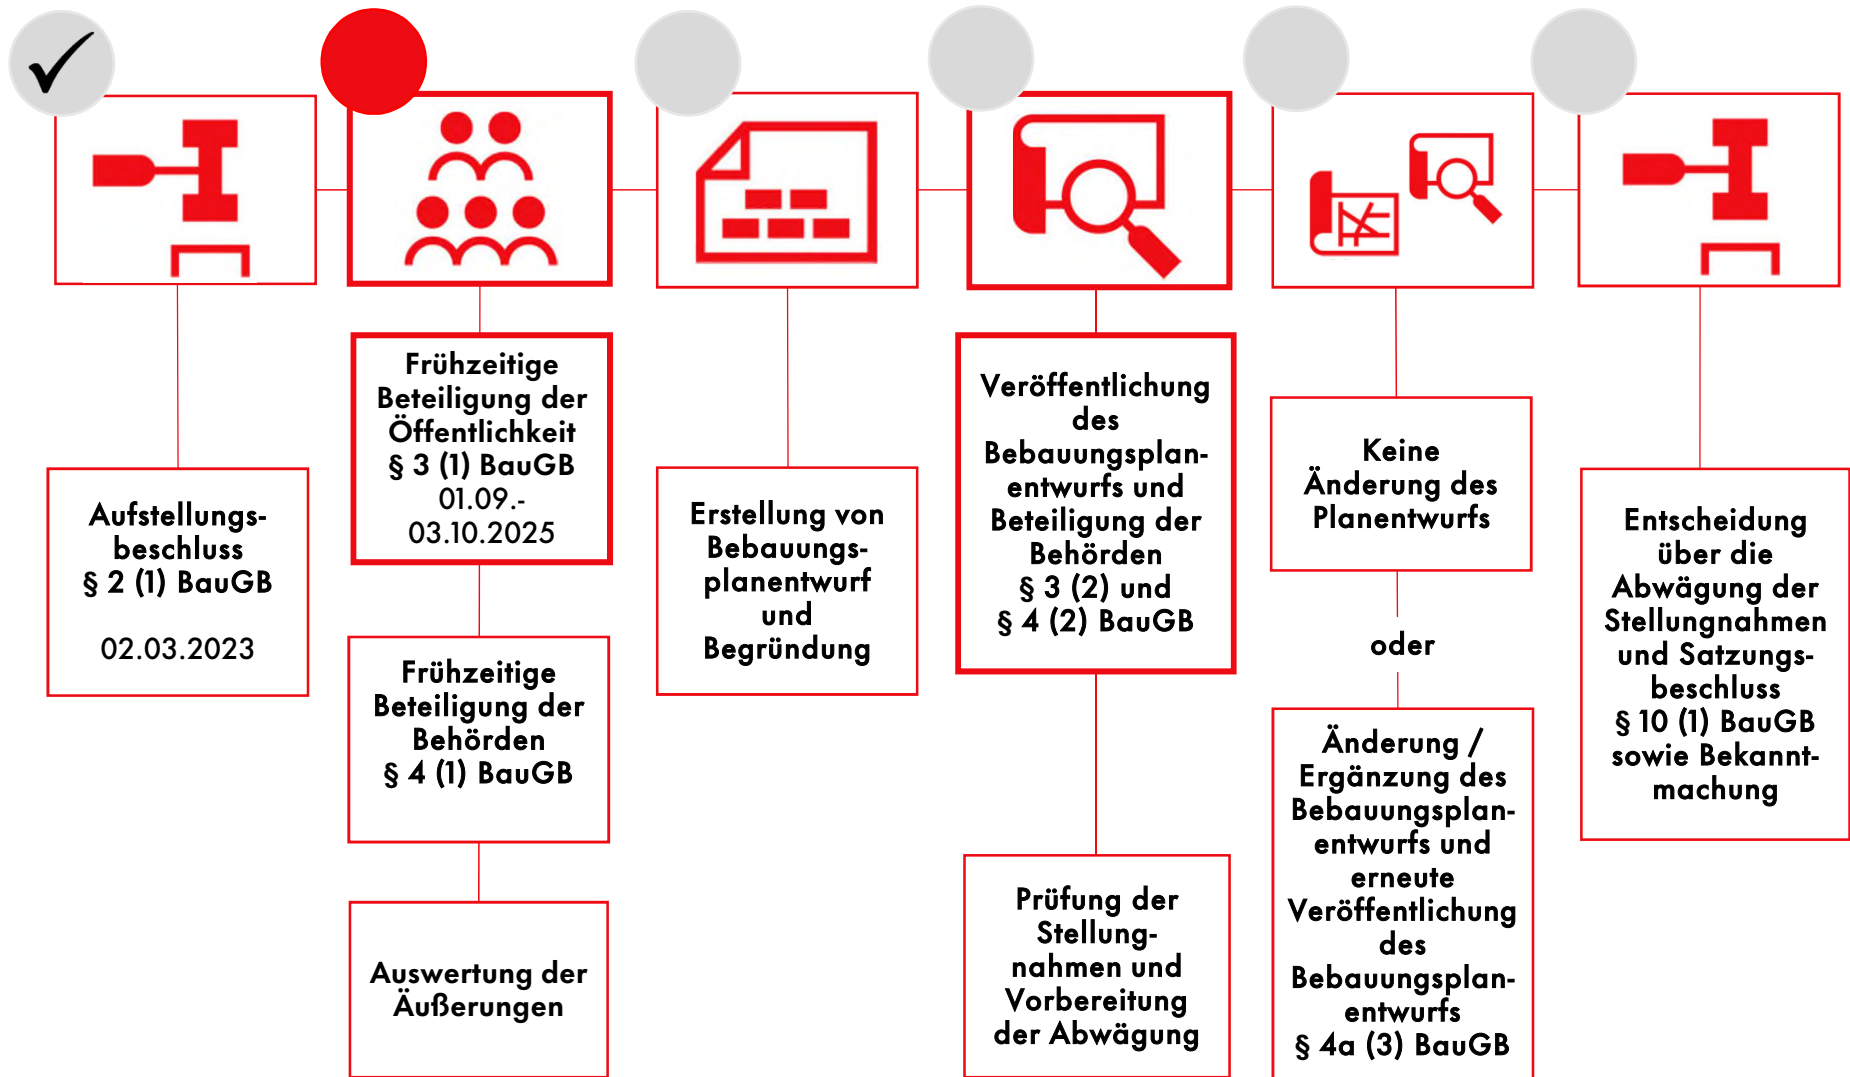 Aufstellungs-
beschluss
§ 2 (1) BauGB
02.03.2023
Frühzeitige
Beteiligung der
Öffentlichkeit
§ 3 (1) BauGB
01.09.-
03.10.2025
Frühzeitige
Beteiligung der
Behörden
§ 4 (1) BauGB
Auswertung der
Äußerungen
Erstellung von
Bebauungs-
planentwurf
und
Begründung
Veröffentlichung
des
Bebauungsplan-
entwurfs und
Beteiligung der
Behörden
§ 3 (2) und
§ 4 (2) BauGB
Prüfung der
Stellung-
nahmen und
Vorbereitung
der Abwägung
Keine
Änderung des
Planentwurfs
oder
Änderung /
Ergänzung des
Bebauungsplan-
entwurfs und
erneute
Veröffentlichung
des
Bebauungsplan-
entwurfs
§ 4a (3) BauGB
Entscheidung
über die
Abwägung der
Stellungnahmen
und Satzungs-
beschluss
§ 10 (1) BauGB
sowie Bekannt-
machung